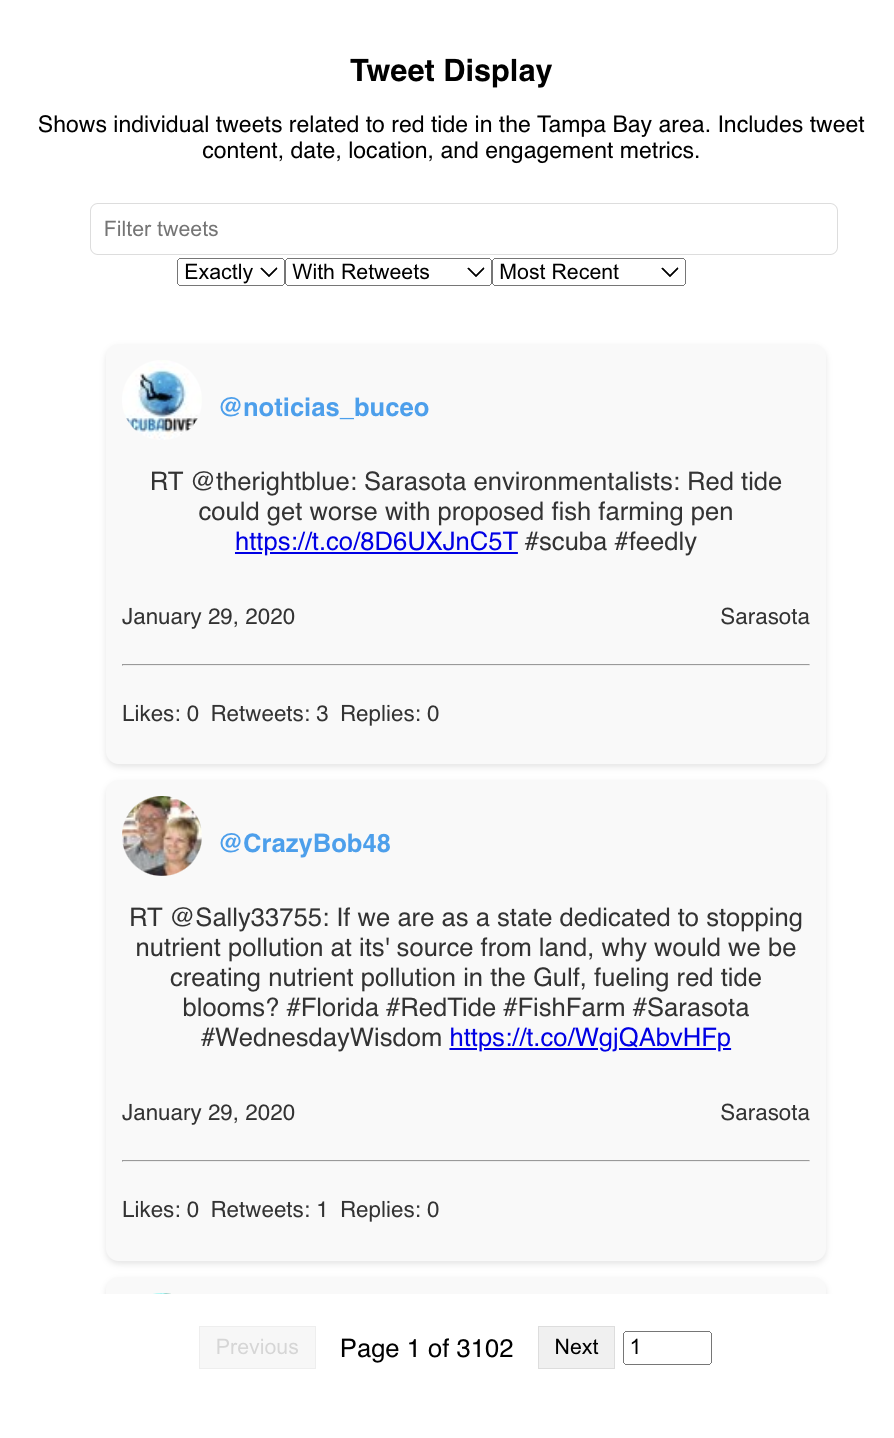 Tweet Display
Shows individual tweets related to red tide in the Tampa Bay area. Includes tweet
content, date, location, and engagement metrics.
Filter tweets
Exactly With Retweets Most Recent
CUBADIVE
@noticias_buceo
RT @therightblue: Sarasota environmentalists: Red tide
could get worse with proposed fish farming pen
https://t.co/8D6UXJnC5T #scuba #feedly
January 29, 2020 Sarasota
Likes: 0 Retweets: 3 Replies: 0
@CrazyBob48
RT @Sally33755: If we are as a state dedicated to stopping
nutrient pollution at its' source from land, why would we be
creating nutrient pollution in the Gulf, fueling red tide
blooms? #Florida #RedTide #FishFarm #Sarasota
#WednesdayWisdom https://t.co/WgjQAbvHFp
January 29, 2020 Sarasota
Likes: 0 Retweets: 1 Replies: 0
Previous Page 1 of 3102 Next 1